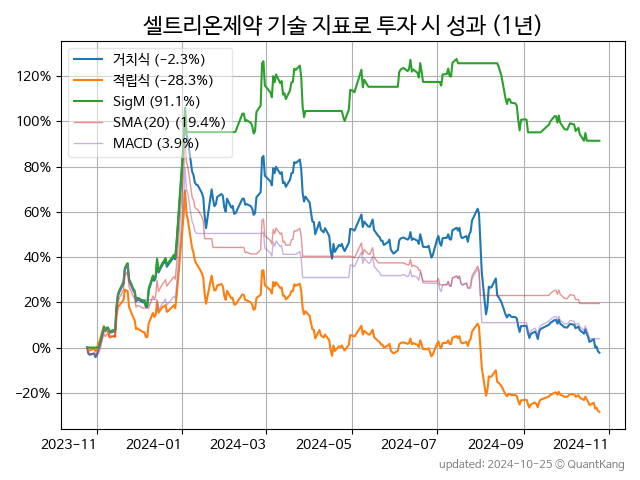 셀트리온제약 기술 지표로 투자 시 성과 (1년)
거치식 (−2.3%)
적립식 (−28.3%)
SigM (91.1%)
SMA(20) (19.4%)
MACD (3.9%)
120%
100%
80%
60%
40%
20%
0%
−20%
2023−11 2024−01 2024−03 2024−05 2024−07 2024−09 2024−11
updated: 2024-10-25 © QuantKang